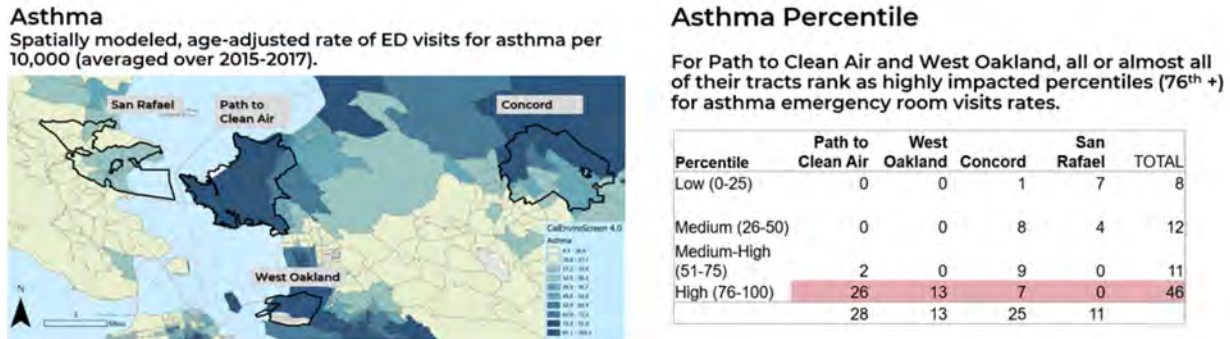 Asthma
Spatially modeled, age-adjusted rate of ED visits for asthma per
10,000 (averaged over 2015-2017).
San Rafael
Path to
Clean Air
Concord
West Oakland
N
Miles
CalEnviroScreen 4.0
Asthma
Asthma Percentile
For Path to Clean Air and West Oakland, all or almost all
of their tracts rank as highly impacted percentiles (76th +)
for asthma emergency room visits rates.
Percentile Path to Clean Air West Oakland Concord San Rafael TOTAL
Low (0-25) 0 0 1 7 8
Medium (26-50) 0 0 8 4 12
Medium-High
(51-75) 2 0 9 0 11
High (76-100) 26 13 7 0 46
28 13 25 11